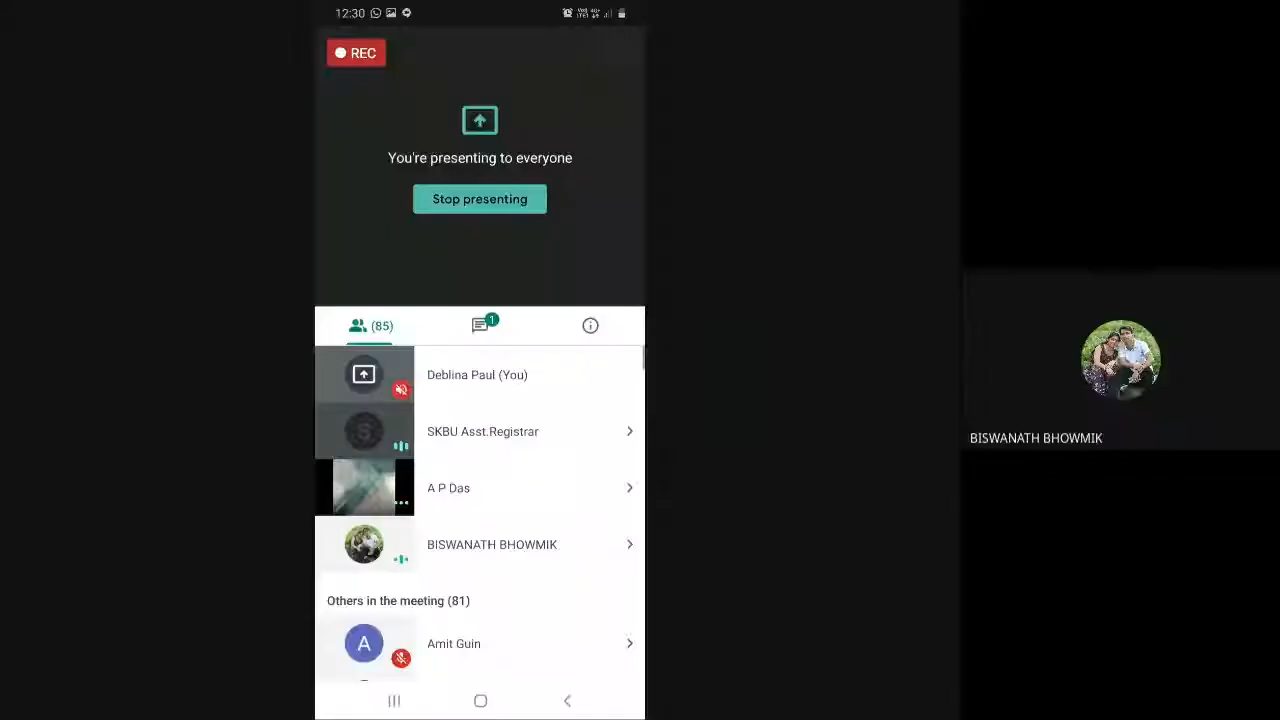 12:30
REC
You're presenting to everyone
Stop presenting
(85)
1
Deblina Paul (You)
S
SKBU Asst.Registrar
A P Das
BISWANATH BHOWMIK
Others in the meeting (81)
A
Amit Guin
BISWANATH BHOWMIK